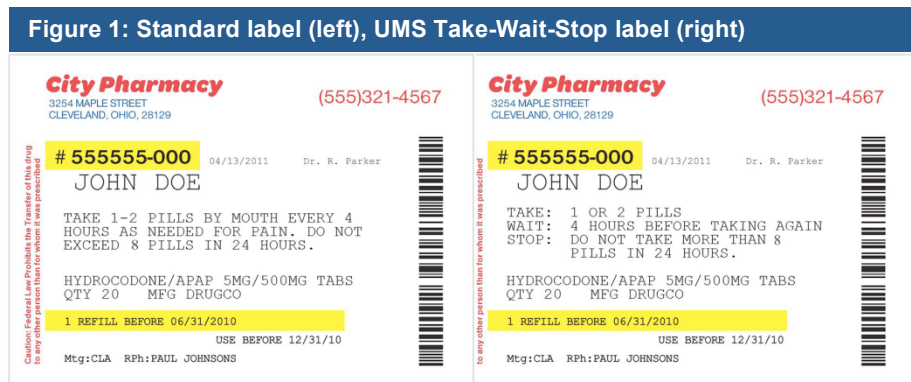 Figure 1: Standard label (left), UMS Take-Wait-Stop label (right)
City Pharmacy
3254 MAPLE STREET
CLEVELAND, OHIO, 28129
(555)321-4567
# 555555-000 04/13/2011 Dr. R. Parker
JOHN DOE
TAKE 1-2 PILLS BY MOUTH EVERY 4
HOURS AS NEEDED FOR PAIN. DO NOT
EXCEED 8 PILLS IN 24 HOURS.
HYDROCODONE/APAP 5MG/500MG TABS
QTY 20 MFG DRUGCO
1 REFILL BEFORE 06/31/2010
USE BEFORE 12/31/10
Mtg:CLA RPh:PAUL JOHNSONS
Caution: Federal Law Prohibits the Transfer of this drug
to any other person than for whom it was prescribed
City Pharmacy
3254 MAPLE STREET
CLEVELAND, OHIO, 28129
(555)321-4567
# 555555-000 04/13/2011 Dr. R. Parker
JOHN DOE
TAKE: 1 OR 2 PILLS
WAIT: 4 HOURS BEFORE TAKING AGAIN
STOP: DO NOT TAKE MORE THAN 8
PILLS IN 24 HOURS.
HYDROCODONE/APAP 5MG/500MG TABS
QTY 20 MFG DRUGCO
1 REFILL BEFORE 06/31/2010
USE BEFORE 12/31/10
Mtg:CLA RPh:PAUL JOHNSONS
to any other person than for whom it was prescribed